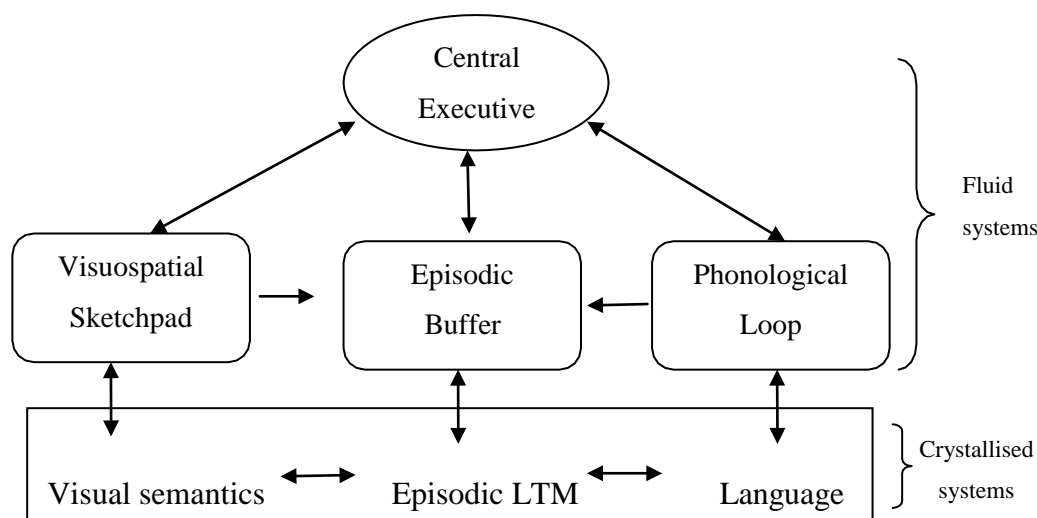 Central
Executive
Fluid
systems
Visuospatial
Sketchpad
Episodic
Buffer
Phonological
Loop
Crystallised
systems
Visual semantics
Episodic LTM
Language